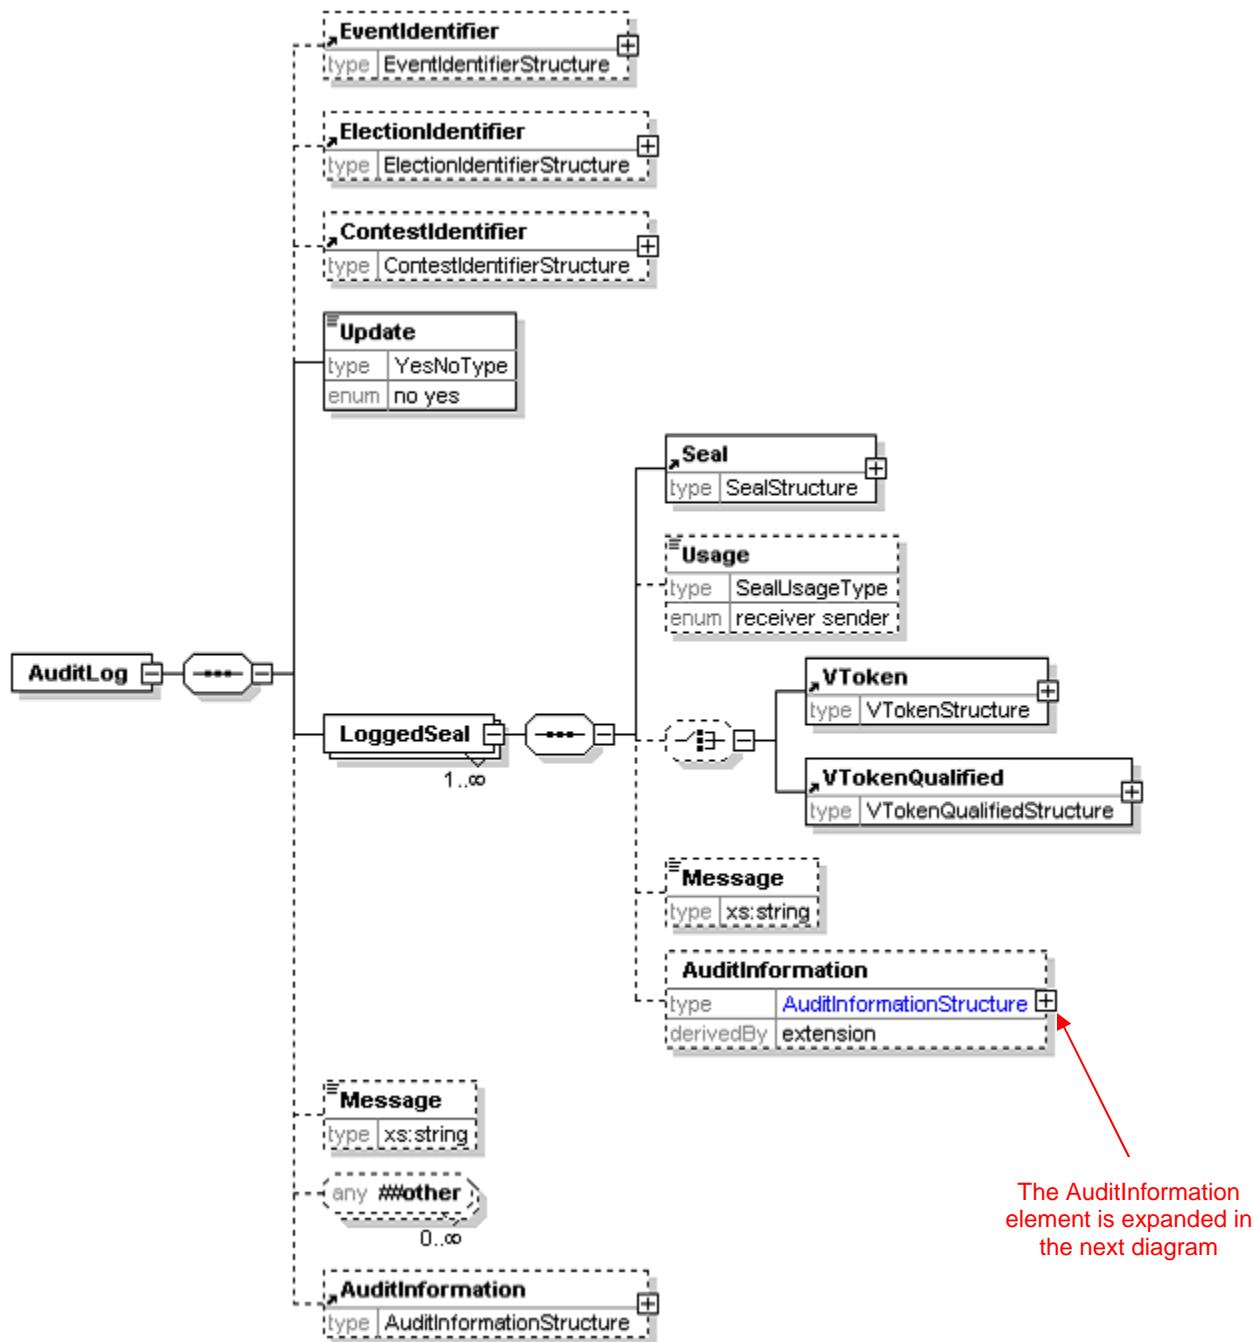 EventIdentifier
type EventIdentifierStructure
ElectionIdentifier
type ElectionIdentifierStructure
ContestIdentifier
type ContestIdentifierStructure
Update
type YesNoType
enum no yes
Seal
type SealStructure
Usage
type SealUsageType
enum receiver sender
AuditLog
LoggedSeal
1..∞
VToken
type VTokenStructure
VTokenQualified
type VTokenQualifiedStructure
Message
type xs:string
AuditInformation
type AuditInformationStructure
derivedBy extension
Message
type xs:string
any ##other
0..∞
AuditInformation
type AuditInformationStructure
The AuditInformation
element is expanded in
the next diagram